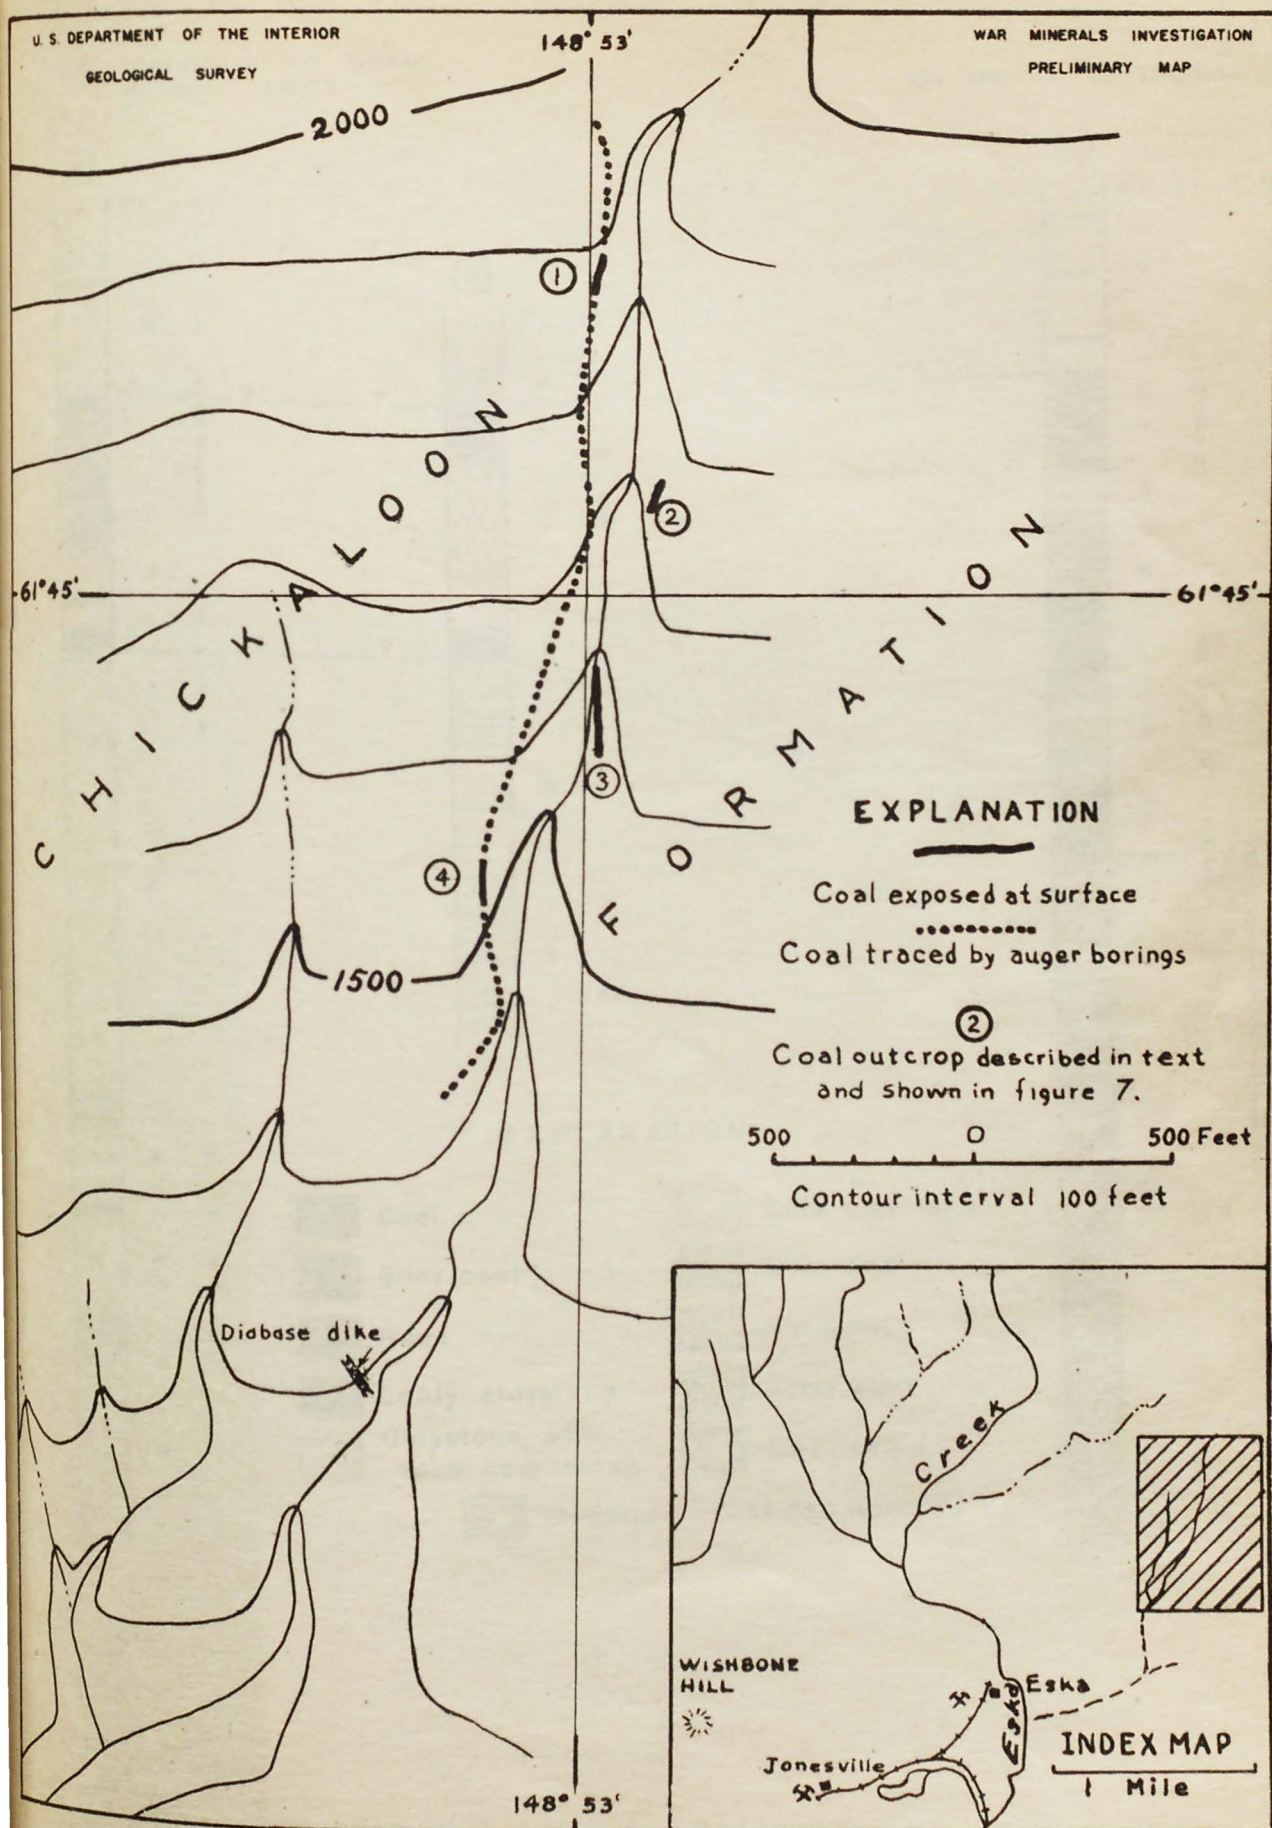 U. S. DEPARTMENT OF THE INTERIOR
GEOLOGICAL SURVEY
148° 53'
WAR MINERALS INVESTIGATION
PRELIMINARY MAP
2000
1
2
61°45'
61°45'
CHICKALOON FORMATION
3
4
1500
EXPLANATION
Coal exposed at surface
Coal traced by auger borings
2
Coal outcrop described in text
and shown in figure 7.
500 0 500 Feet
Contour interval 100 feet
Diabase dike
Creek
WISHBONE
HILL
Eska
Eska
Jonesville
INDEX MAP
1 Mile
148° 53'